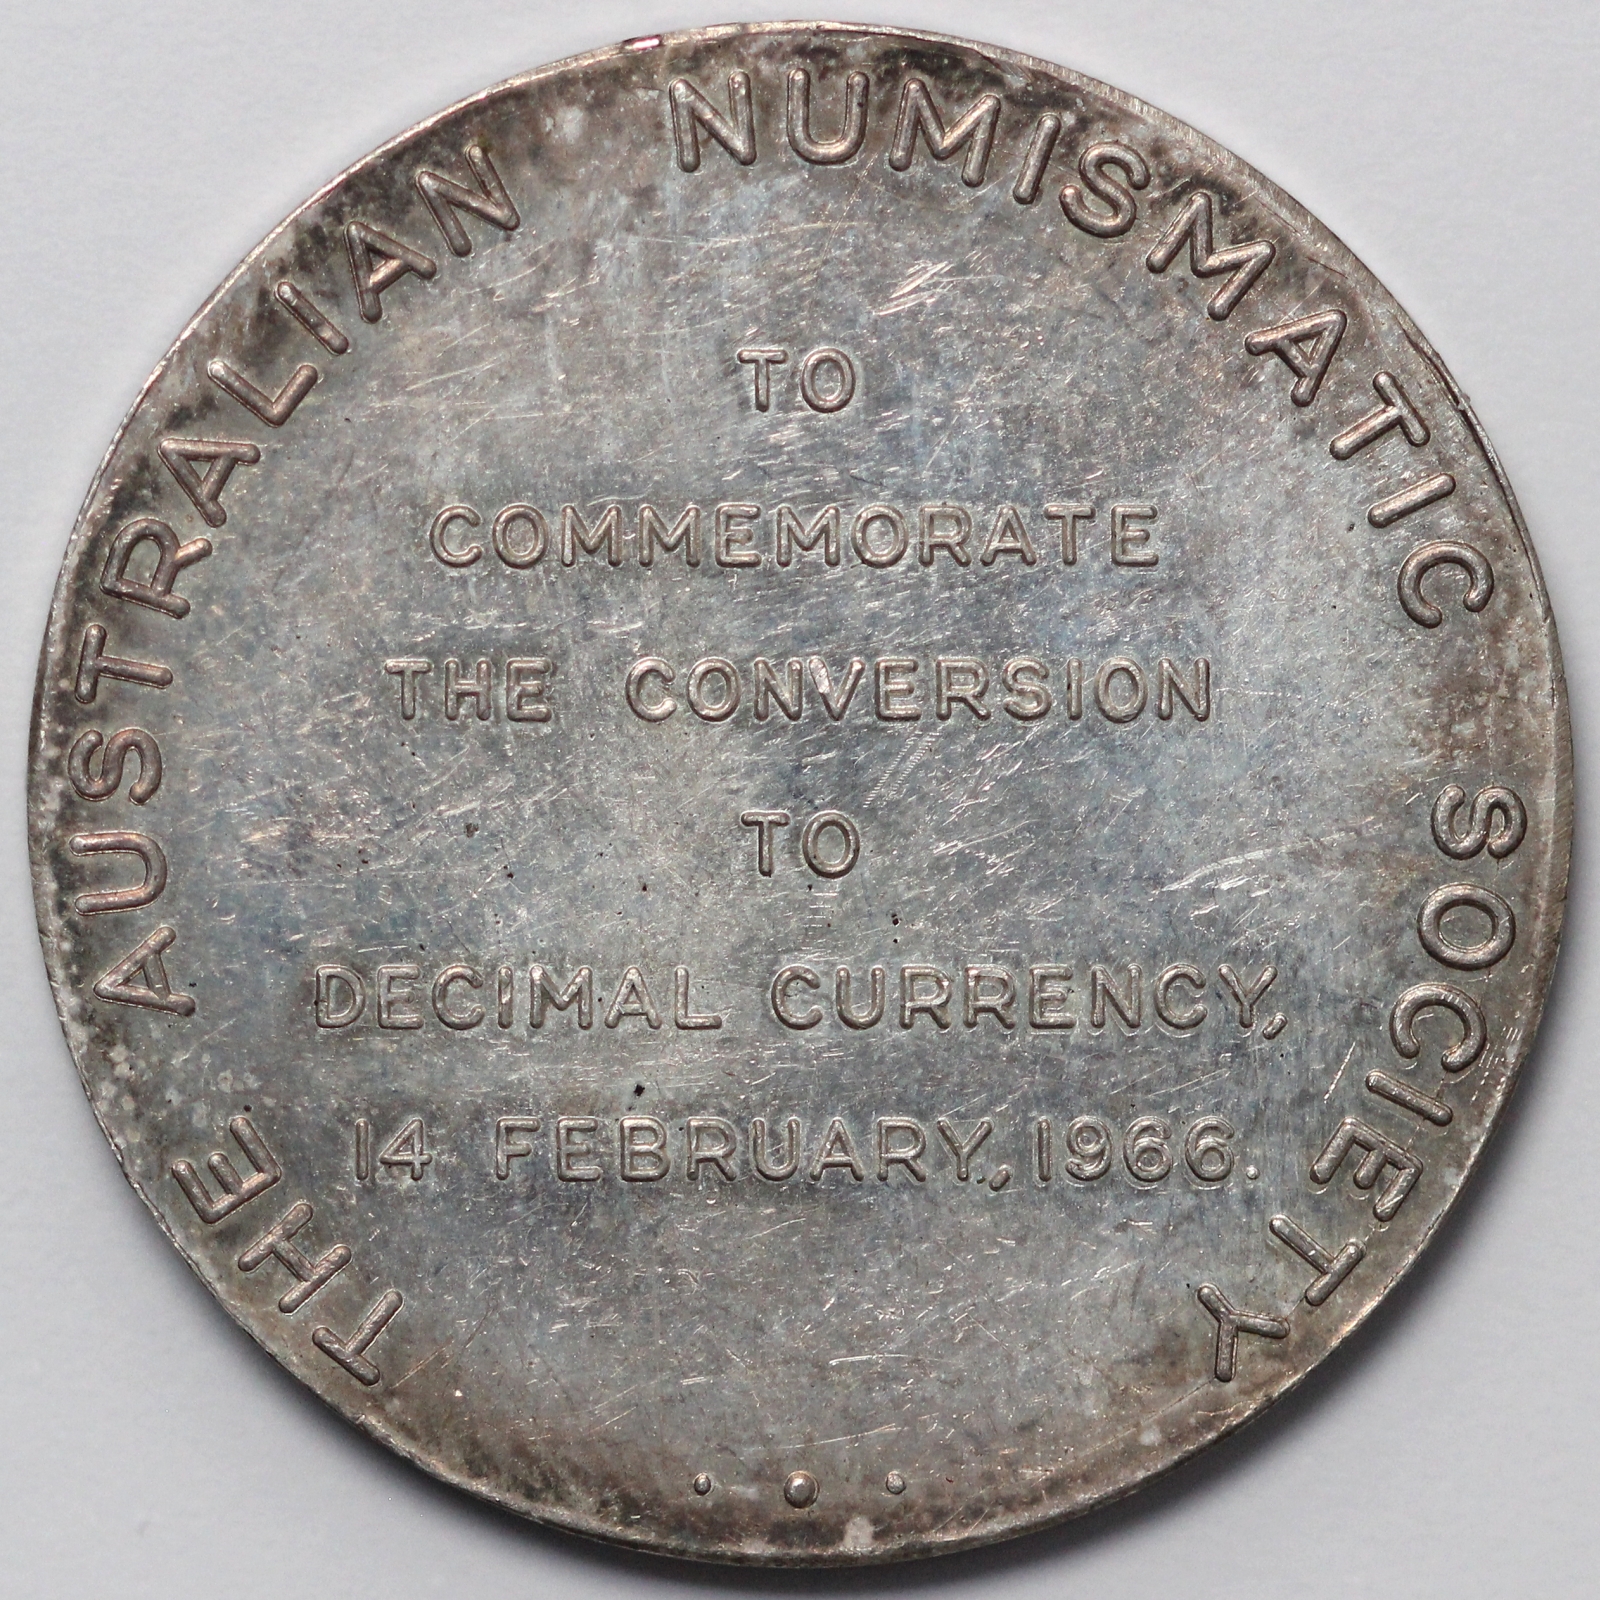 THE AUSTRALIAN NUMISMATIC SOCIETY
TO
COMMEMORATE
THE CONVERSION
TO
DECIMAL CURRENCY,
14 FEBRUARY, 1966.